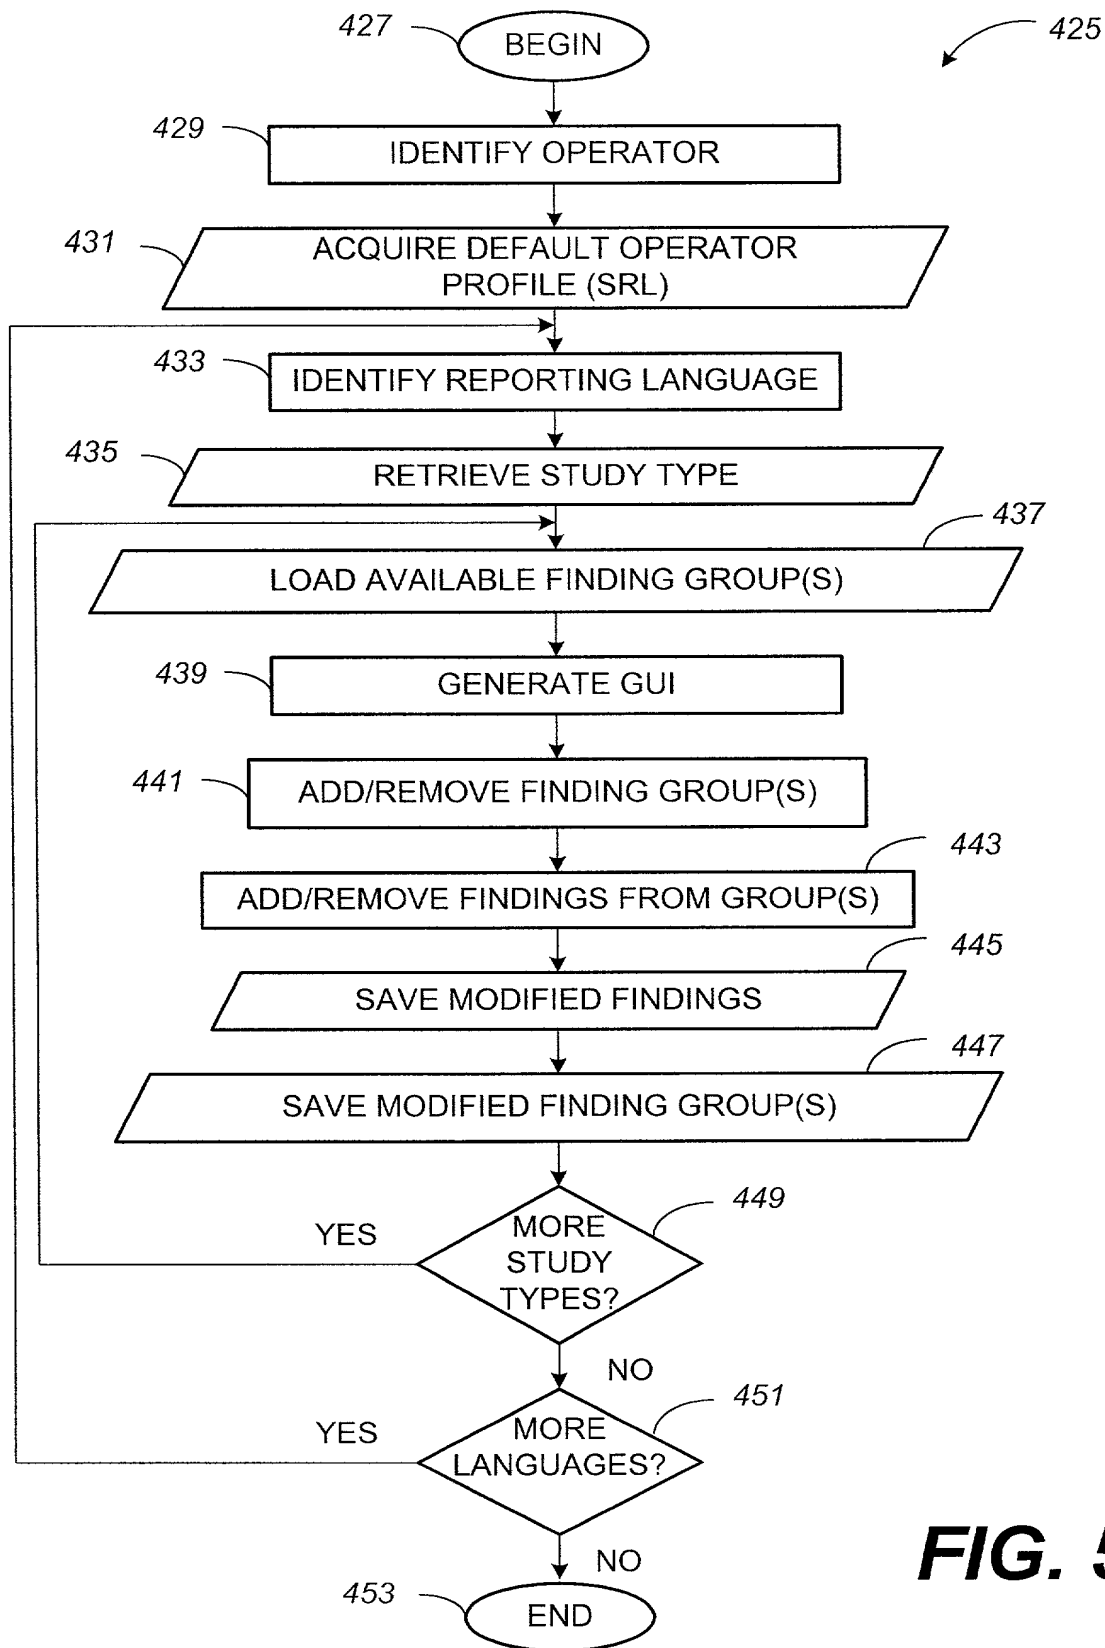 427
BEGIN
425
429
IDENTIFY OPERATOR
431
ACQUIRE DEFAULT OPERATOR
PROFILE (SRL)
433
IDENTIFY REPORTING LANGUAGE
435
RETRIEVE STUDY TYPE
437
LOAD AVAILABLE FINDING GROUP(S)
439
GENERATE GUI
441
ADD/REMOVE FINDING GROUP(S)
443
ADD/REMOVE FINDINGS FROM GROUP(S)
445
SAVE MODIFIED FINDINGS
447
SAVE MODIFIED FINDING GROUP(S)
449
YES
MORE
STUDY
TYPES?
NO
451
YES
MORE
LANGUAGES?
NO
453
END
FIG. 5